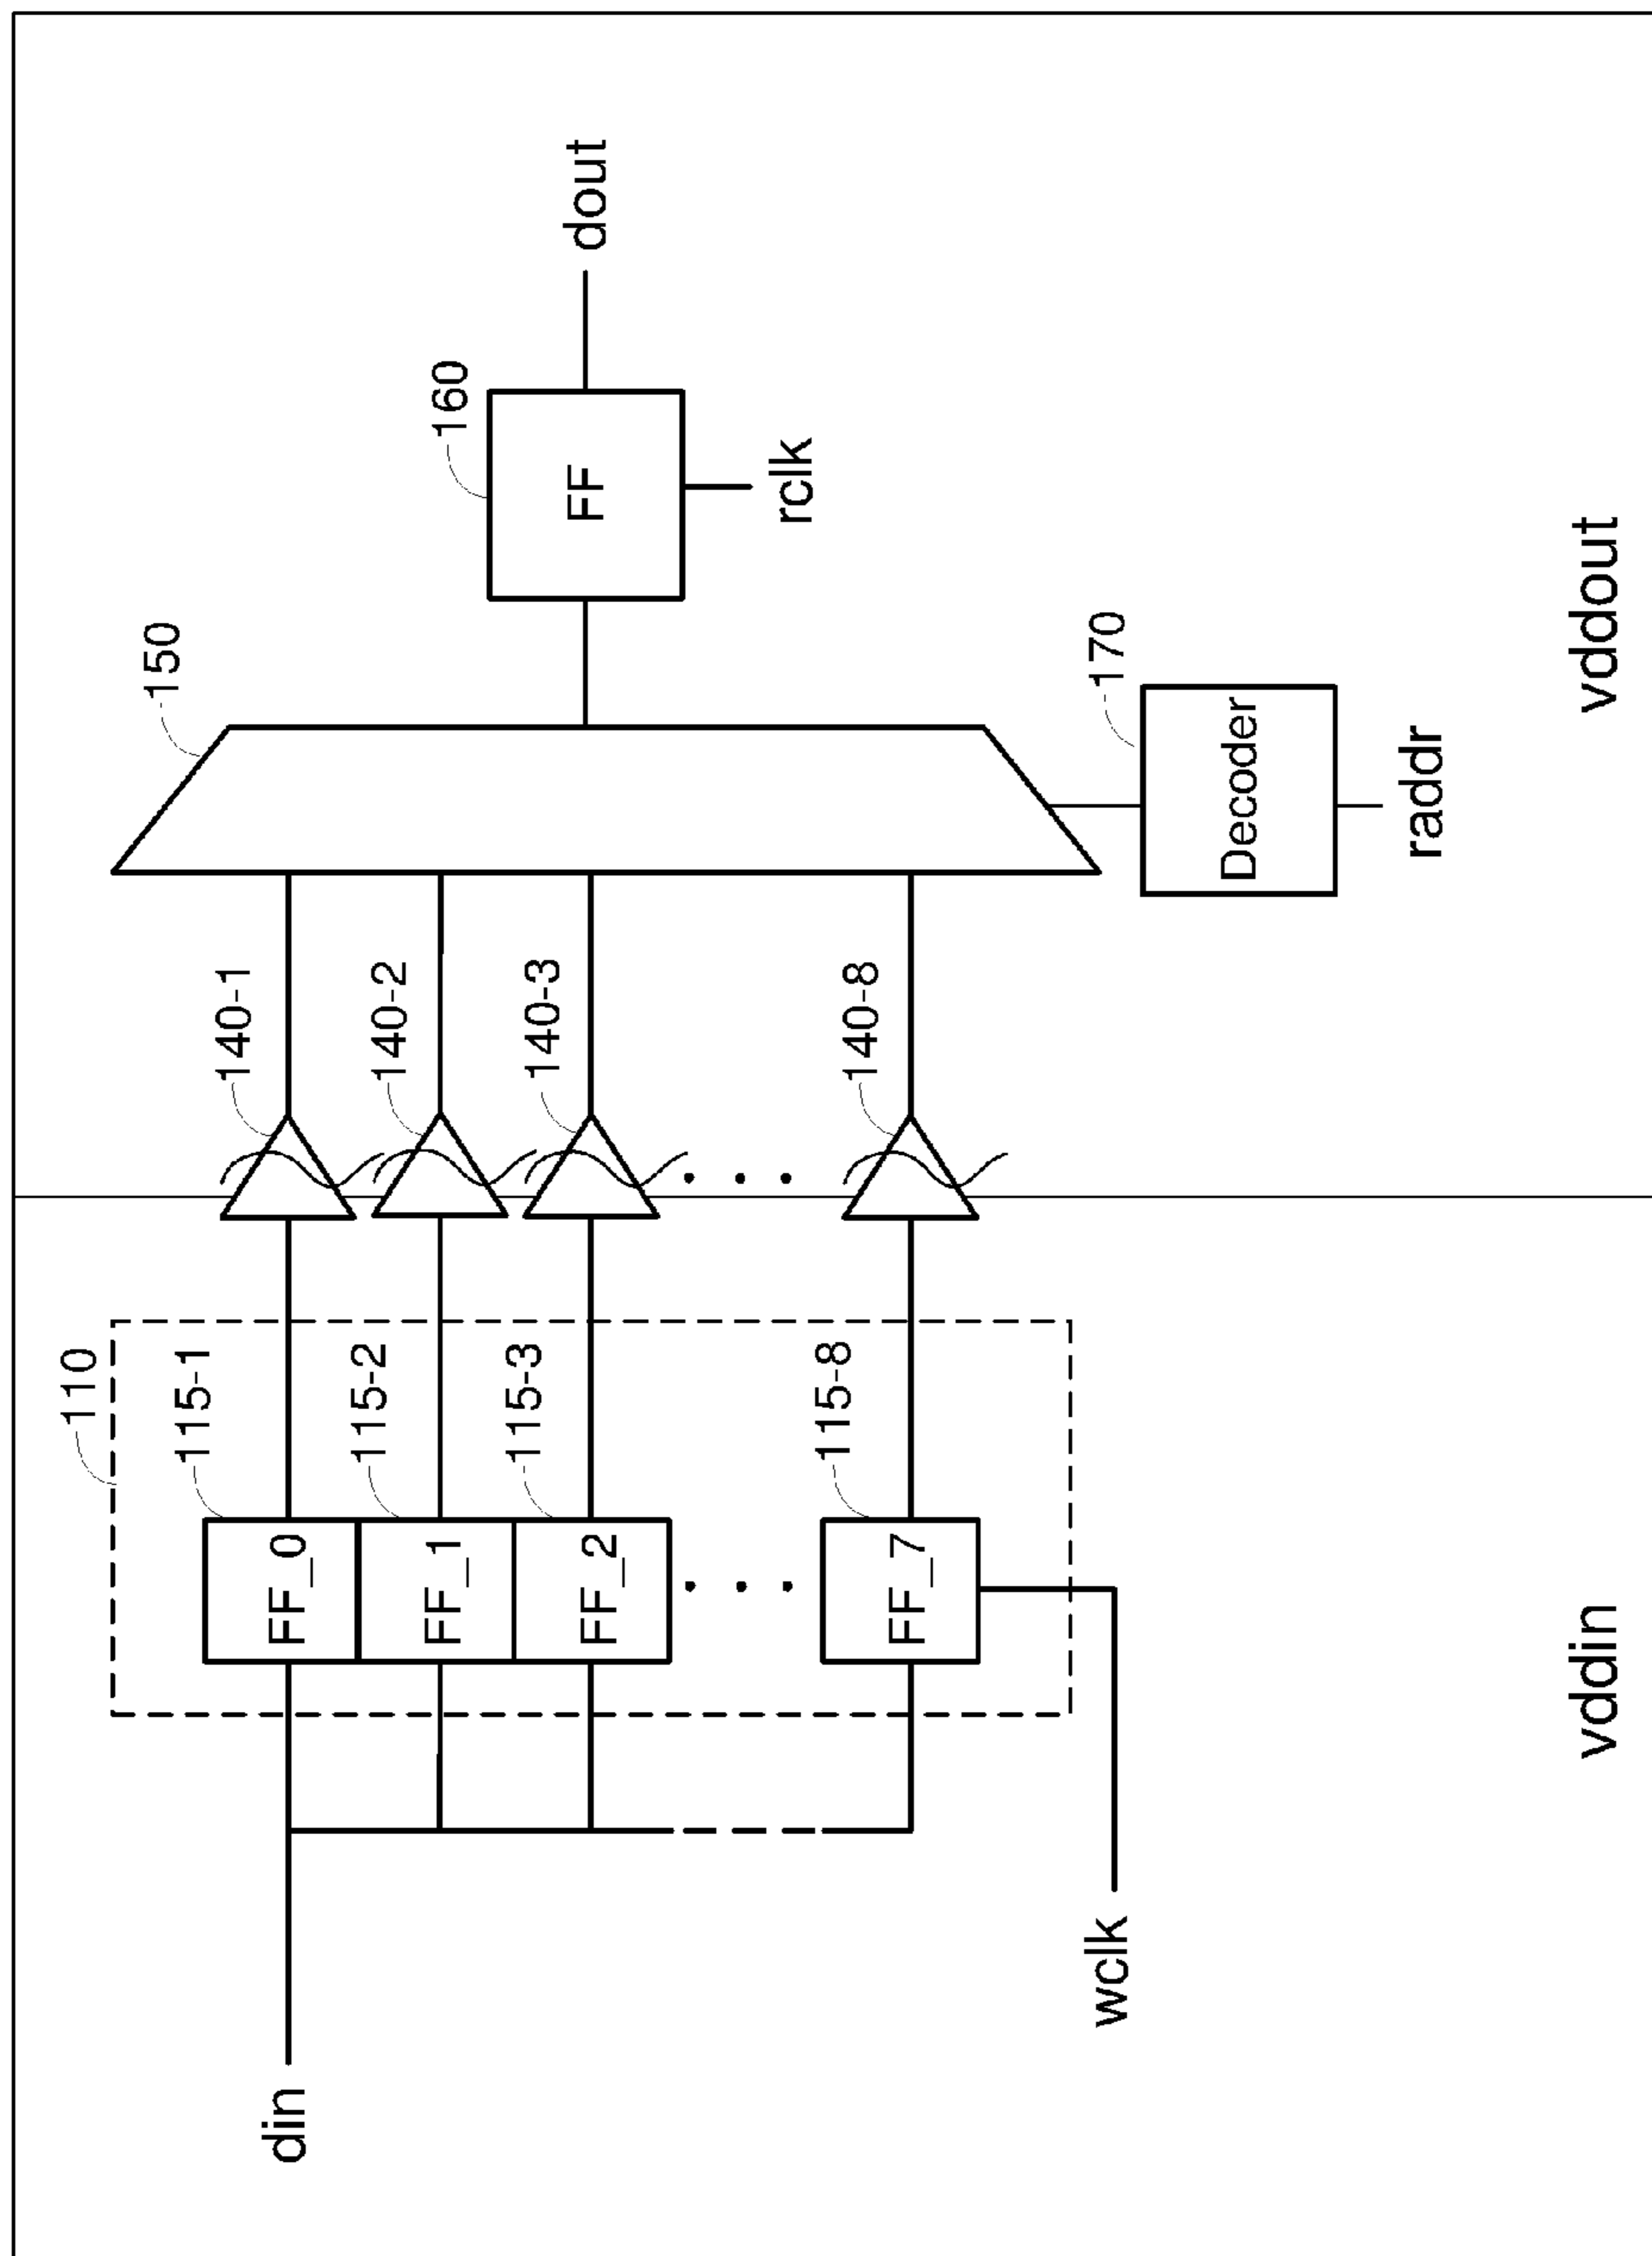 110
115-1
FF_0
115-2
FF_1
115-3
FF_2
115-8
FF_7
din
wclk
vddin
140-1
140-2
140-3
140-8
150
160
FF
rclk
dout
170
Decoder
raddr
vddout